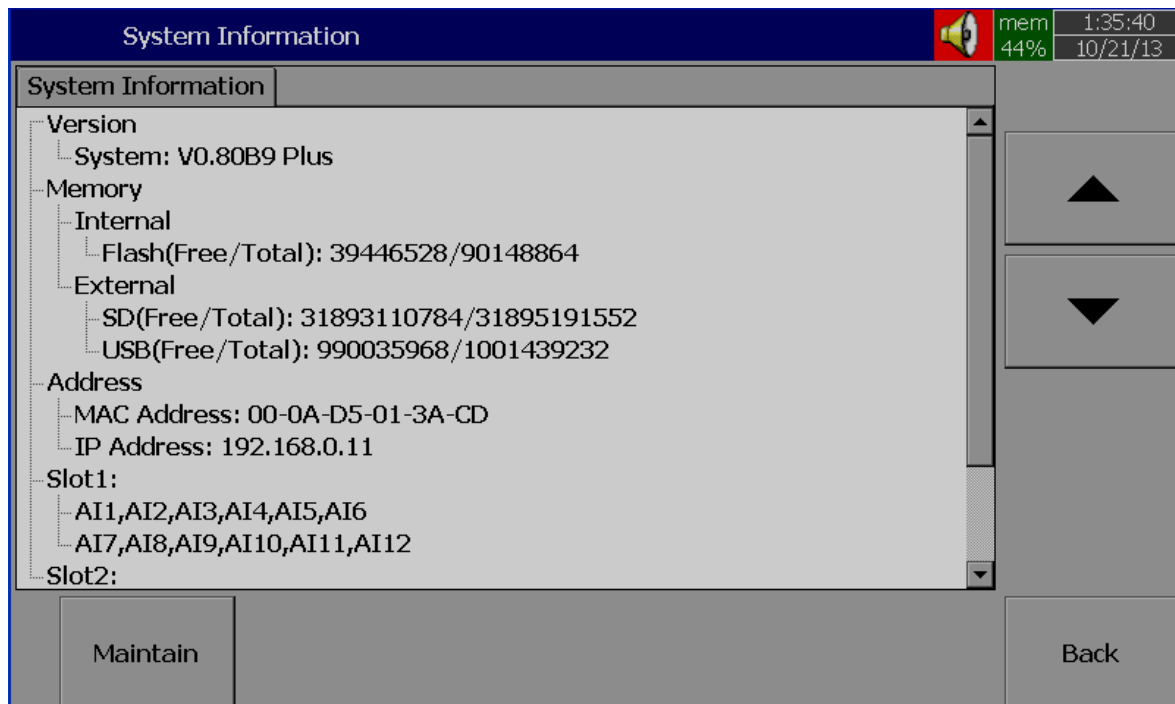 System Information
mem 1:35:40
44% 10/21/13
System Information
Version
System: V0.80B9 Plus
Memory
Internal
Flash(Free/Total): 39446528/90148864
External
SD(Free/Total): 31893110784/31895191552
USB(Free/Total): 990035968/1001439232
Address
MAC Address: 00-0A-D5-01-3A-CD
IP Address: 192.168.0.11
Slot1:
AI1,AI2,AI3,AI4,AI5,AI6
AI7,AI8,AI9,AI10,AI11,AI12
Slot2:
Maintain
Back